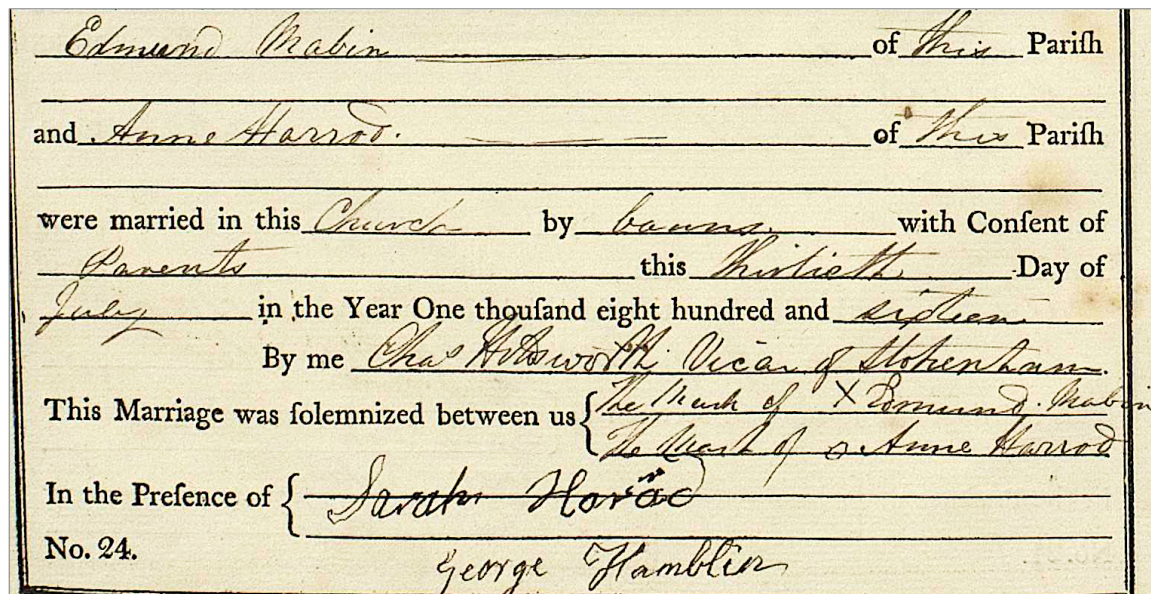 Edmund Mabin of this Pariſh
and Anne Harrod. of this Pariſh
were married in this Church by banns. with Conſent of
Parents this Thirtieth Day of
July in the Year One thouſand eight hundred and sixteen
By me Chas Holdsworth Vicar of Stokenham.
This Marriage was ſolemnized between us { The Mark of X Edmund. Mabin
The Mark of o Anne Harrod
In the Preſence of { Sarah Harod
No. 24.
George Hamblin